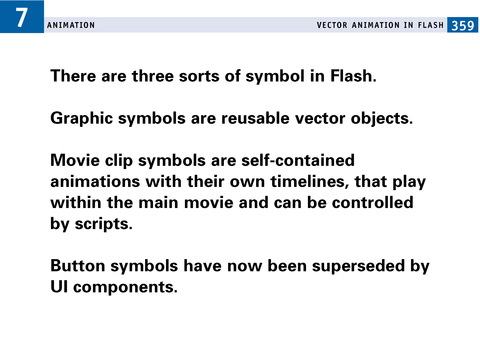 7
ANIMATION
VECTOR ANIMATION IN FLASH 359
There are three sorts of symbol in Flash.
Graphic symbols are reusable vector objects.
Movie clip symbols are self-contained
animations with their own timelines, that play
within the main movie and can be controlled
by scripts.
Button symbols have now been superseded by
UI components.